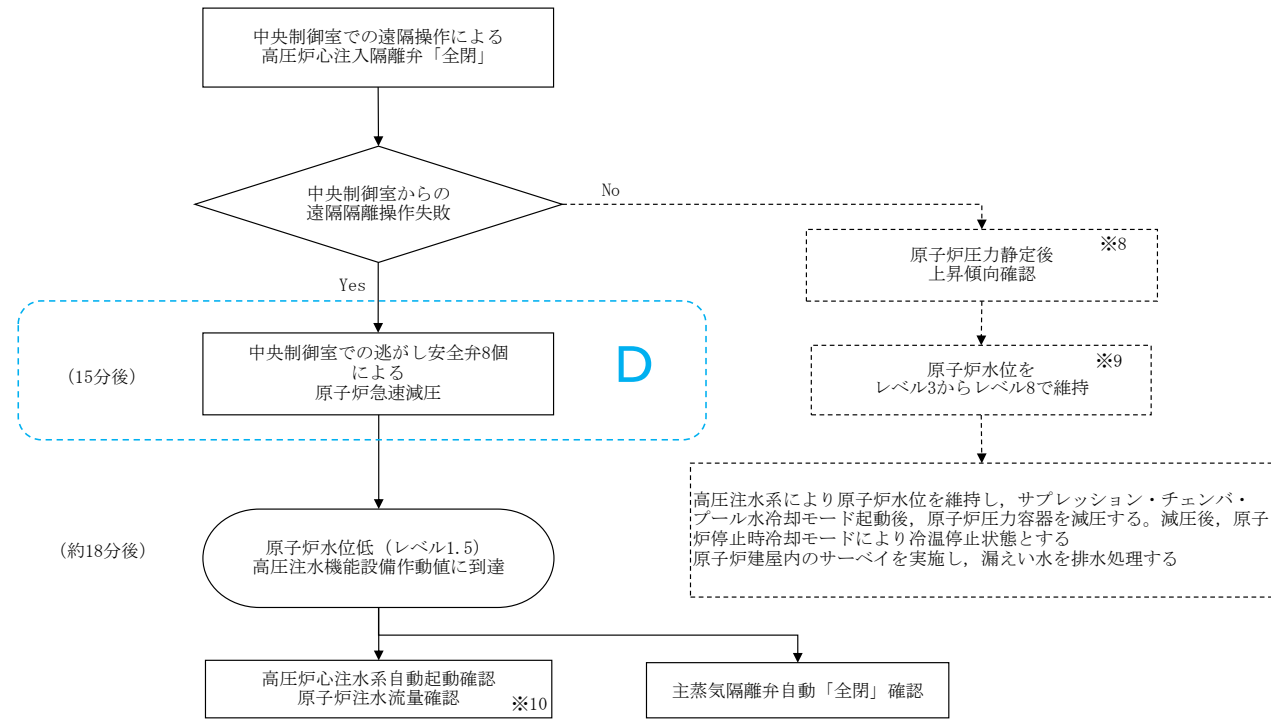 中央制御室での遠隔操作による
高圧炉心注入隔離弁「全閉」
中央制御室からの
遠隔隔離操作失敗
No
Yes
原子炉圧力静定後
上昇傾向確認
※8
(15分後)
中央制御室での逃がし安全弁8個
による
原子炉急速減圧
D
原子炉水位を
レベル3からレベル8で維持
※9
高圧注水系により原子炉水位を維持し，サプレッション・チェンバ・
プール水冷却モード起動後，原子炉圧力容器を減圧する。減圧後，原子
炉停止時冷却モードにより冷温停止状態とする
原子炉建屋内のサーベイを実施し，漏えい水を排水処理する
(約18分後)
原子炉水位低（レベル1.5）
高圧注水機能設備作動値に到達
高圧炉心注水系自動起動確認
原子炉注水流量確認
※10
主蒸気隔離弁自動「全閉」確認